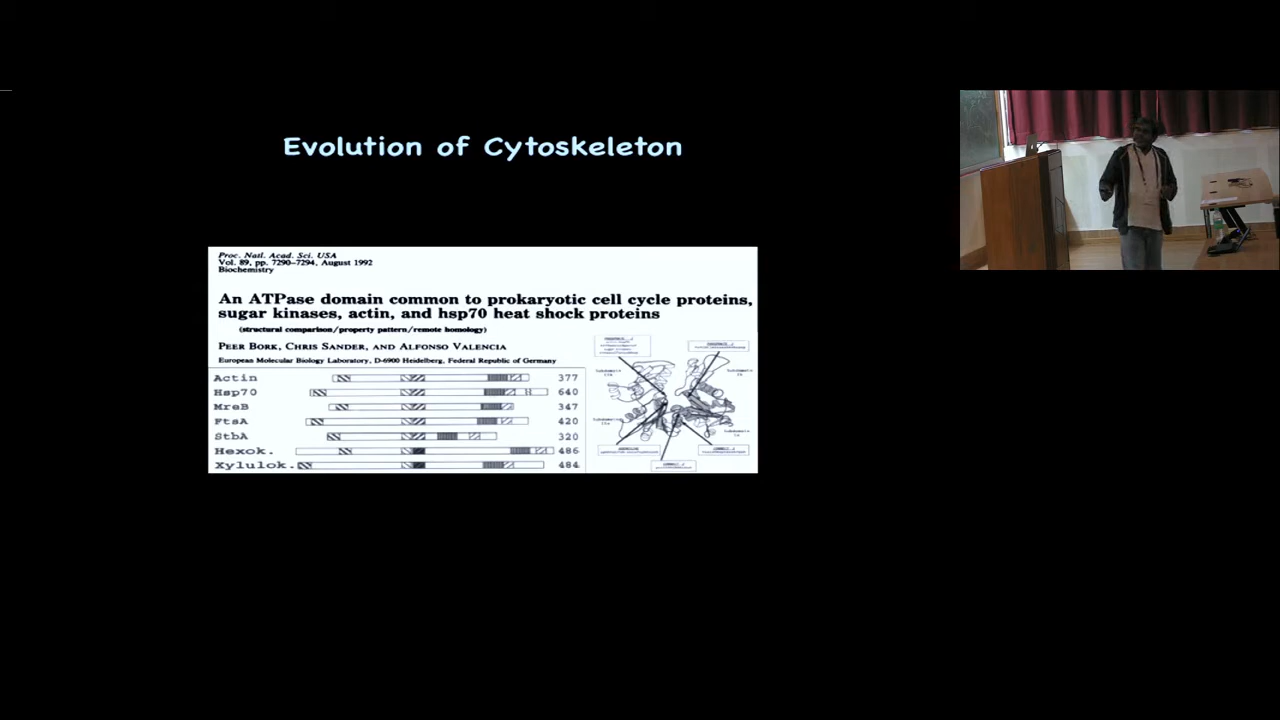 Evolution of Cytoskeleton
Proc. Natl. Acad. Sci. USA
Vol. 89, pp. 7290-7294, August 1992
Biochemistry
An ATPase domain common to prokaryotic cell cycle proteins,
sugar kinases, actin, and hsp70 heat shock proteins
(structural comparison/property pattern/remote homology)
PEER BORK, CHRIS SANDER, AND ALFONSO VALENCIA
European Molecular Biology Laboratory, D-6900 Heidelberg, Federal Republic of Germany
Actin 377
Hsp70 640
MreB 347
FtsA 420
StbA 320
Hexok. 486
Xylulok. 484